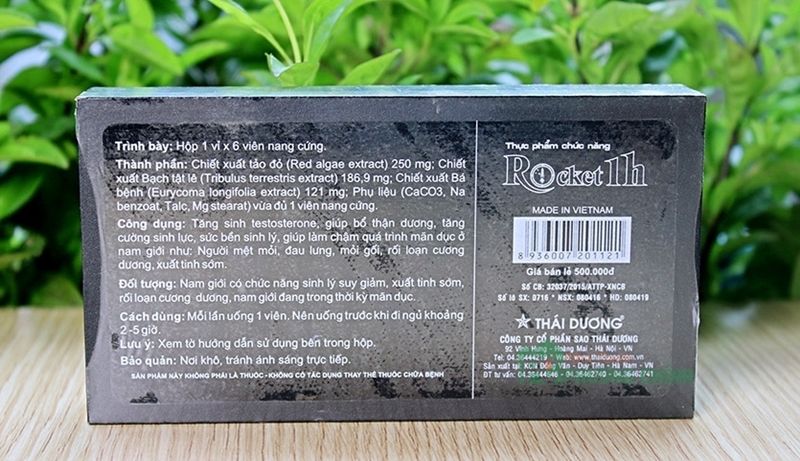 Trình bày: Hộp 1 vỉ x 6 viên nang cứng.
Thành phần: Chiết xuất tảo đỏ (Red algae extract) 250 mg; Chiết
xuất Bạch tật lê (Tribulus terrestris extract) 186,9 mg; Chiết xuất Bá
bệnh (Eurycoma longifolia extract) 121 mg; Phụ liệu (CaCO3, Na
benzoat, Talc, Mg stearat) vừa đủ 1 viên nang cứng.
Công dụng: Tăng sinh testosterone, giúp bổ thận dương, tăng
cường sinh lực, sức bền sinh lý, giúp làm chậm quá trình mãn dục ở
nam giới như: Người mệt mỏi, đau lưng, mỏi gối, rối loạn cương
dương, xuất tinh sớm.
Đối tượng: Nam giới có chức năng sinh lý suy giảm, xuất tinh sớm,
rối loạn cương dương, nam giới đang trong thời kỳ mãn dục.
Cách dùng: Mỗi lần uống 1 viên. Nên uống trước khi đi ngủ khoảng
2-5 giờ.
Lưu ý: Xem tờ hướng dẫn sử dụng bên trong hộp.
Bảo quản: Nơi khô, tránh ánh sáng trực tiếp.
SẢN PHẨM NÀY KHÔNG PHẢI LÀ THUỐC - KHÔNG CÓ TÁC DỤNG THAY THẾ THUỐC CHỮA BỆNH
Thực phẩm chức năng
Rocket 1h
MADE IN VIETNAM
8 936007 201121
Giá bán lẻ 500.000đ
Số CB: 32037/2015/ATTP-XNCB
Số lô SX: 0716 * NSX: 080416 * HD: 080419
THÁI DƯƠNG
CÔNG TY CỔ PHẦN SAO THÁI DƯƠNG
92 Vĩnh Hưng - Hoàng Mai - Hà Nội - VN
Tel: 04.36444219 * Web: www.thaiduong.com.vn
Sản xuất tại: KCN Đồng Văn - Duy Tiên - Hà Nam - VN
ĐT tư vấn: 04.36444646 - 04.36462740 - 04.36462741